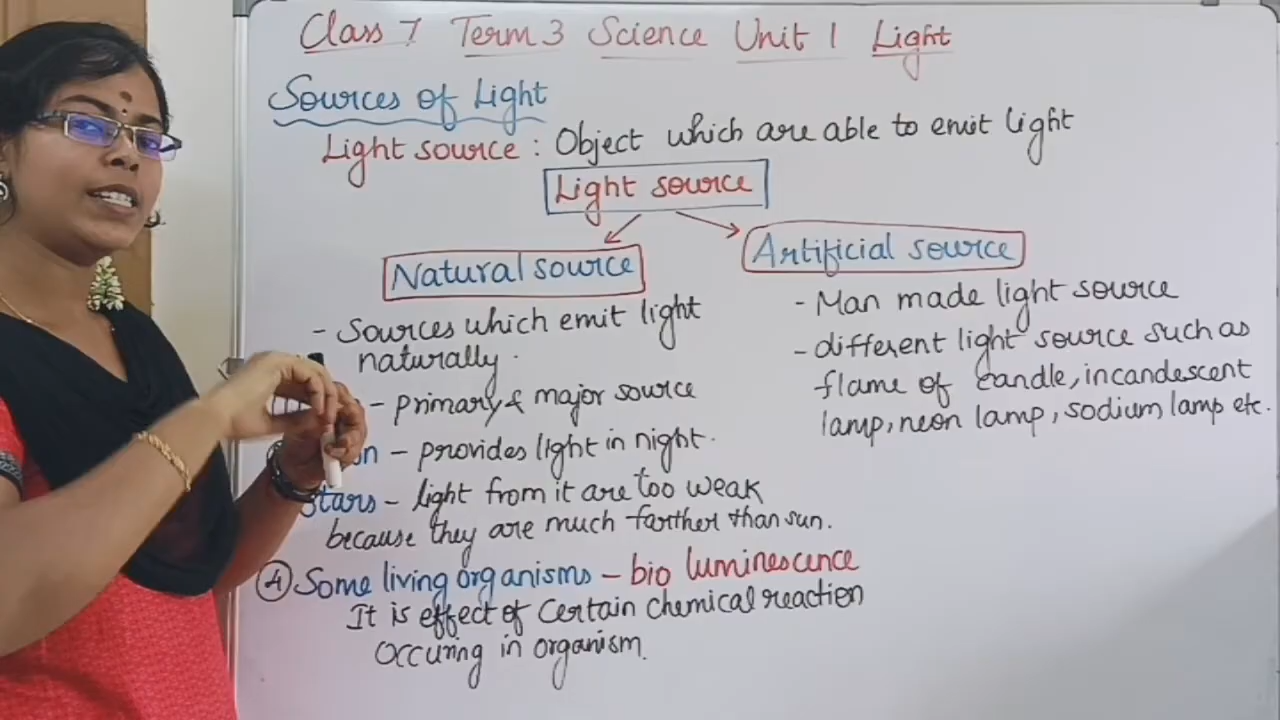 Class 7 Term 3 Science Unit 1 Light
Sources of Light
Light source : Object which are able to emit light
Light source
Natural source
- Sources which emit light
naturally.
- primary & major source
- provides light in night.
stars - light from it are too weak
because they are much farther than sun.
④ Some living organisms - bio luminescence
It is effect of certain chemical reaction
Occuring in organism.
Artificial source
- Man made light source
- different light source such as
flame of candle, incandescent
lamp, neon lamp, sodium lamp etc.